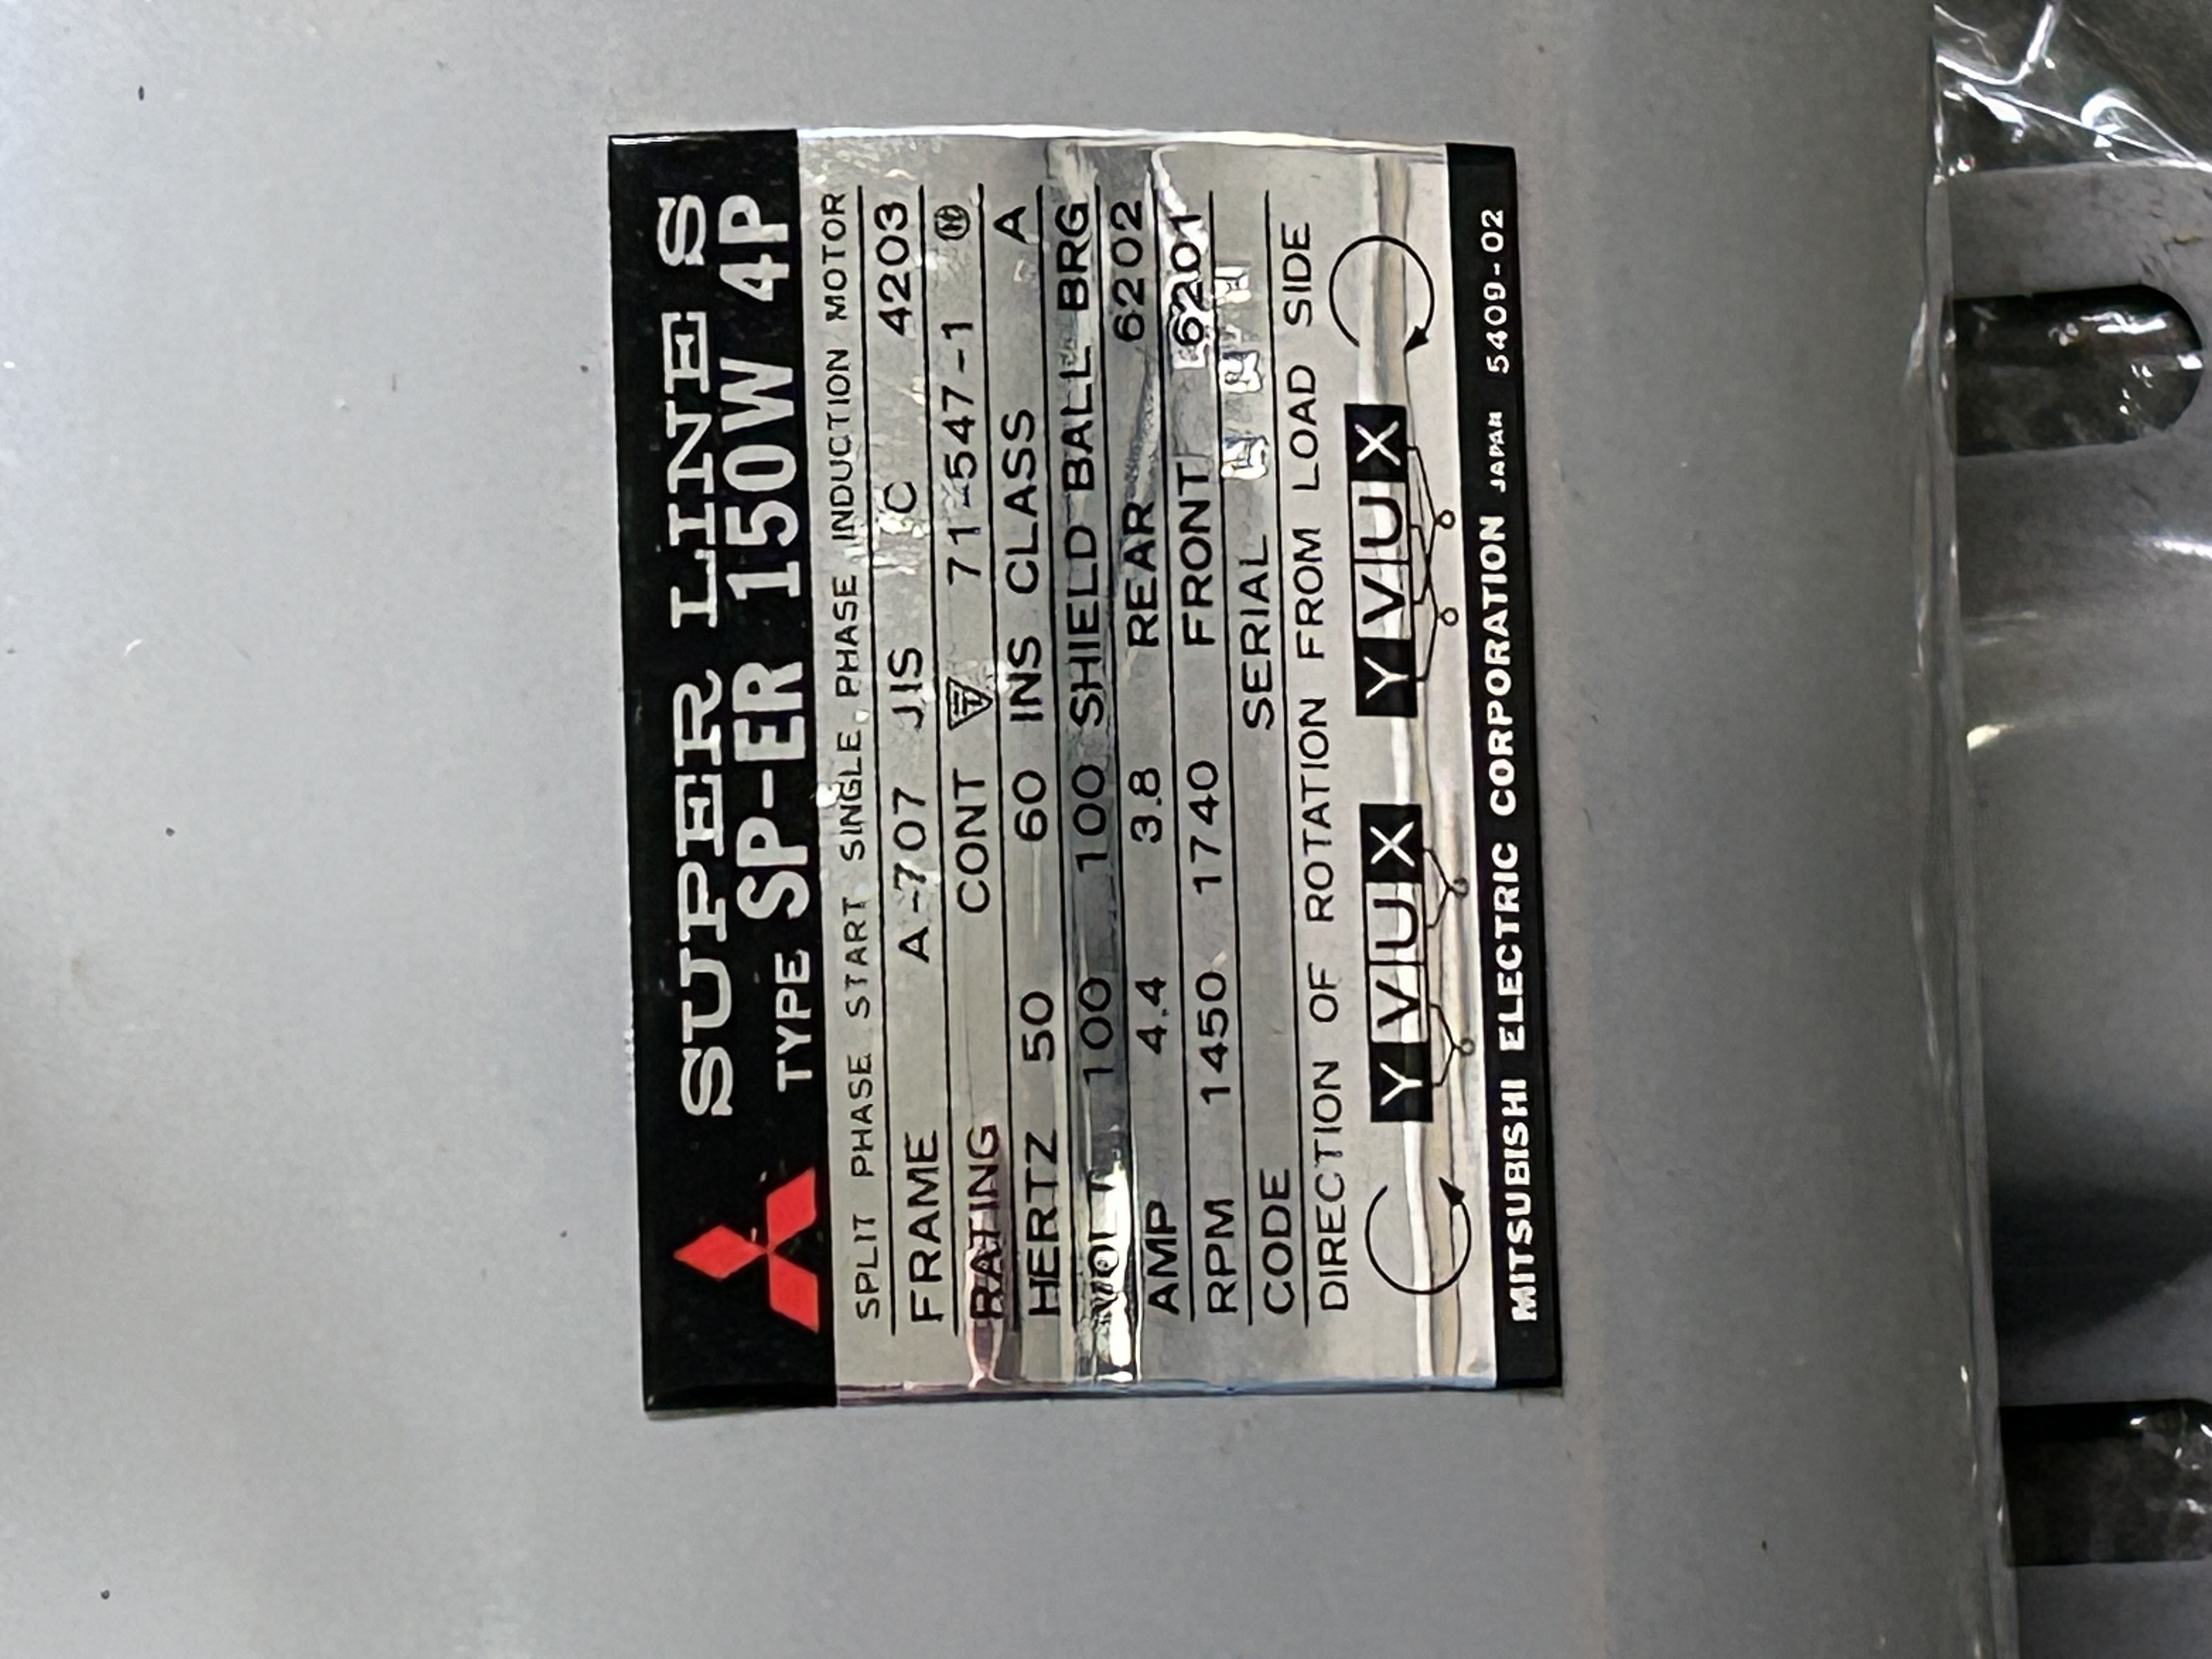 SUPER LINE S
TYPE SP-ER 150W 4P
SPLIT PHASE START SINGLE PHASE INDUCTION MOTOR
FRAME A-707 JIS C 4203
RATING CONT 71-547-1
HERTZ 50 60 INS CLASS A
VOLT 100 100 SHIELD BALL BRG
AMP 4.4 3.8 REAR 6202
RPM 1450 1740 FRONT 6201
CODE SERIAL
DIRECTION OF ROTATION FROM LOAD SIDE
Y V U X Y V U X
MITSUBISHI ELECTRIC CORPORATION JAPAN 5409-02